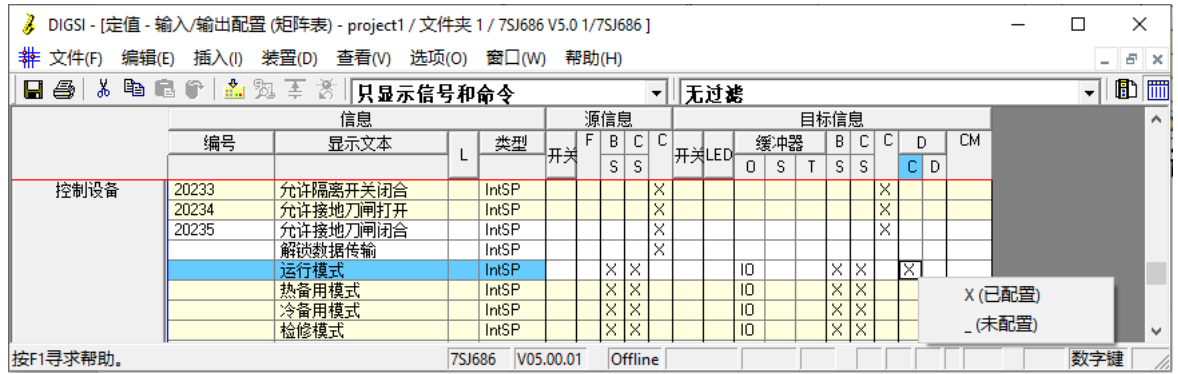 DIGSI - [定值 - 输入/输出配置 (矩阵表) - project1 / 文件夹 1 / 7SJ686 V5.0 1/7SJ686 ]
文件(F) 编辑(E) 插入(I) 装置(D) 查看(V) 选项(O) 窗口(W) 帮助(H)
只显示信号和命令 无过滤
信息 源信息 目标信息
编号 显示文本 L 类型 开关 F B C C 开关 LED 缓冲器 B C C D CM
S S O S T S S C D
控制设备 20233 允许隔离开关闭合 IntSP X X
20234 允许接地刀闸打开 IntSP X X
20235 允许接地刀闸闭合 IntSP X X
解锁数据传输 IntSP X
运行模式 IntSP X X IO X X X
热备用模式 IntSP X X IO X X
冷备用模式 IntSP X X IO X X
检修模式 IntSP X X IO X X
X (已配置)
_ (未配置)
按F1寻求帮助。 7SJ686 V05.00.01 Offline 数字键